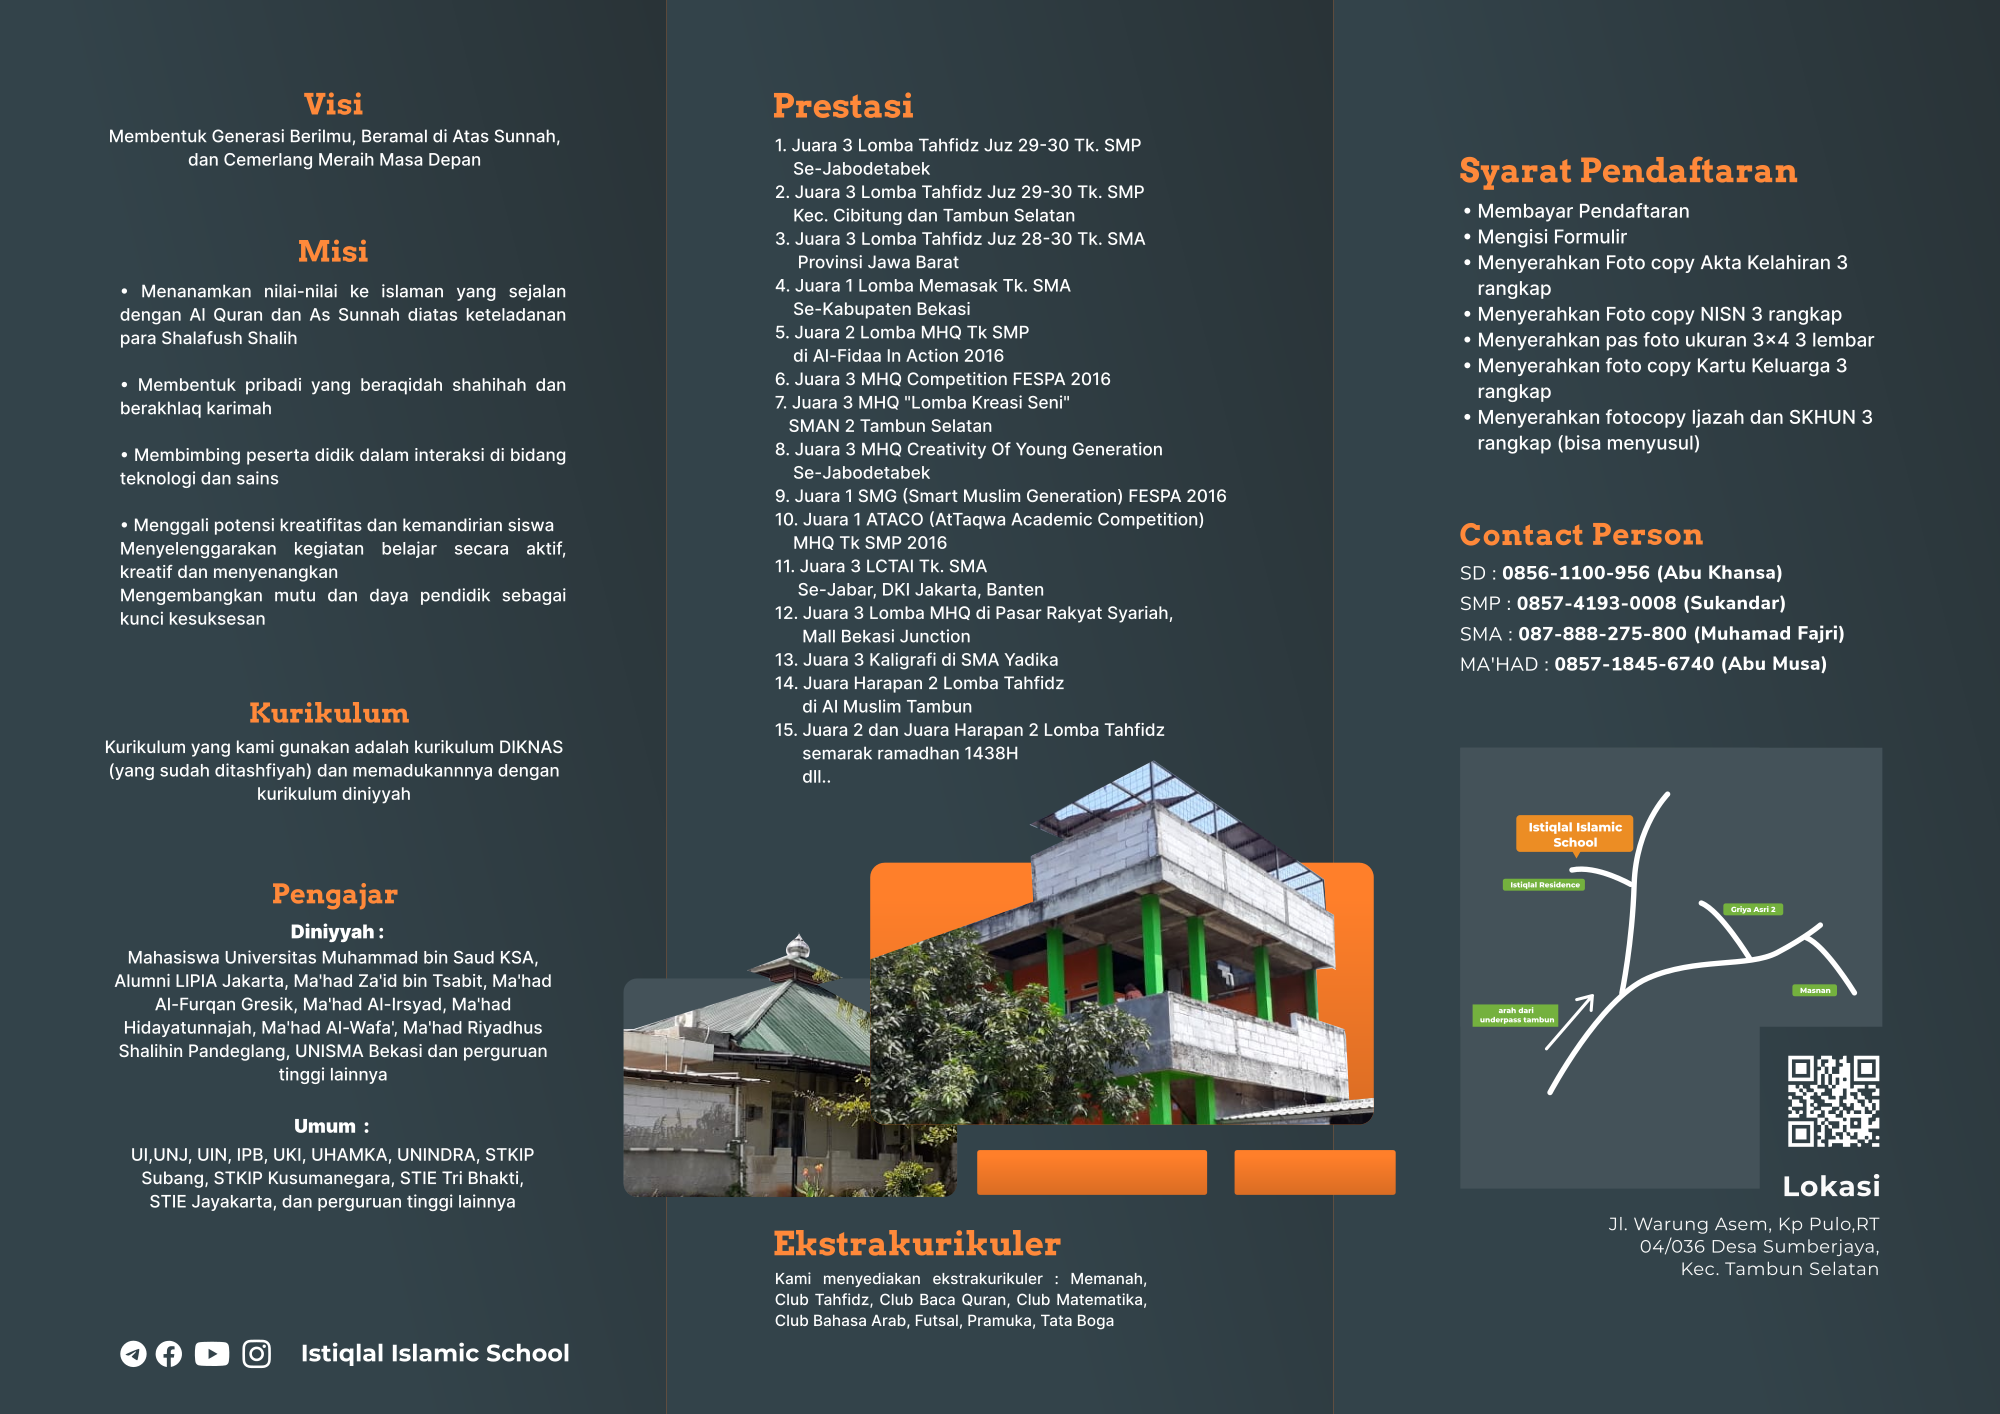 Visi
Membentuk Generasi Berilmu, Beramal di Atas Sunnah,
dan Cemerlang Meraih Masa Depan
Misi
• Menanamkan nilai-nilai ke islaman yang sejalan
dengan Al Quran dan As Sunnah diatas keteladanan
para Shalafush Shalih
• Membentuk pribadi yang beraqidah shahihah dan
berakhlaq karimah
• Membimbing peserta didik dalam interaksi di bidang
teknologi dan sains
• Menggali potensi kreatifitas dan kemandirian siswa
Menyelenggarakan kegiatan belajar secara aktif,
kreatif dan menyenangkan
Mengembangkan mutu dan daya pendidik sebagai
kunci kesuksesan
Kurikulum
Kurikulum yang kami gunakan adalah kurikulum DIKNAS
(yang sudah ditashfiyah) dan memadukannnya dengan
kurikulum diniyyah
Pengajar
Diniyyah :
Mahasiswa Universitas Muhammad bin Saud KSA,
Alumni LIPIA Jakarta, Ma'had Za'id bin Tsabit, Ma'had
Al-Furqan Gresik, Ma'had Al-Irsyad, Ma'had
Hidayatunnajah, Ma'had Al-Wafa', Ma'had Riyadhus
Shalihin Pandeglang, UNISMA Bekasi dan perguruan
tinggi lainnya
Umum :
UI,UNJ, UIN, IPB, UKI, UHAMKA, UNINDRA, STKIP
Subang, STKIP Kusumanegara, STIE Tri Bhakti,
STIE Jayakarta, dan perguruan tinggi lainnya
Istiqlal Islamic School
Prestasi
1. Juara 3 Lomba Tahfidz Juz 29-30 Tk. SMP
Se-Jabodetabek
2. Juara 3 Lomba Tahfidz Juz 29-30 Tk. SMP
Kec. Cibitung dan Tambun Selatan
3. Juara 3 Lomba Tahfidz Juz 28-30 Tk. SMA
Provinsi Jawa Barat
4. Juara 1 Lomba Memasak Tk. SMA
Se-Kabupaten Bekasi
5. Juara 2 Lomba MHQ Tk SMP
di Al-Fidaa In Action 2016
6. Juara 3 MHQ Competition FESPA 2016
7. Juara 3 MHQ "Lomba Kreasi Seni"
SMAN 2 Tambun Selatan
8. Juara 3 MHQ Creativity Of Young Generation
Se-Jabodetabek
9. Juara 1 SMG (Smart Muslim Generation) FESPA 2016
10. Juara 1 ATACO (AtTaqwa Academic Competition)
MHQ Tk SMP 2016
11. Juara 3 LCTAI Tk. SMA
Se-Jabar, DKI Jakarta, Banten
12. Juara 3 Lomba MHQ di Pasar Rakyat Syariah,
Mall Bekasi Junction
13. Juara 3 Kaligrafi di SMA Yadika
14. Juara Harapan 2 Lomba Tahfidz
di Al Muslim Tambun
15. Juara 2 dan Juara Harapan 2 Lomba Tahfidz
semarak ramadhan 1438H
dll..
Ekstrakurikuler
Kami menyediakan ekstrakurikuler : Memanah,
Club Tahfidz, Club Baca Quran, Club Matematika,
Club Bahasa Arab, Futsal, Pramuka, Tata Boga
Syarat Pendaftaran
• Membayar Pendaftaran
• Mengisi Formulir
• Menyerahkan Foto copy Akta Kelahiran 3
rangkap
• Menyerahkan Foto copy NISN 3 rangkap
• Menyerahkan pas foto ukuran 3×4 3 lembar
• Menyerahkan foto copy Kartu Keluarga 3
rangkap
• Menyerahkan fotocopy Ijazah dan SKHUN 3
rangkap (bisa menyusul)
Contact Person
SD : 0856-1100-956 (Abu Khansa)
SMP : 0857-4193-0008 (Sukandar)
SMA : 087-888-275-800 (Muhamad Fajri)
MA'HAD : 0857-1845-6740 (Abu Musa)
Istiqlal Islamic
School
Istiqlal Residence
Griya Asri 2
Masnan
arah dari
underpass tambun
Lokasi
Jl. Warung Asem, Kp Pulo,RT
04/036 Desa Sumberjaya,
Kec. Tambun Selatan